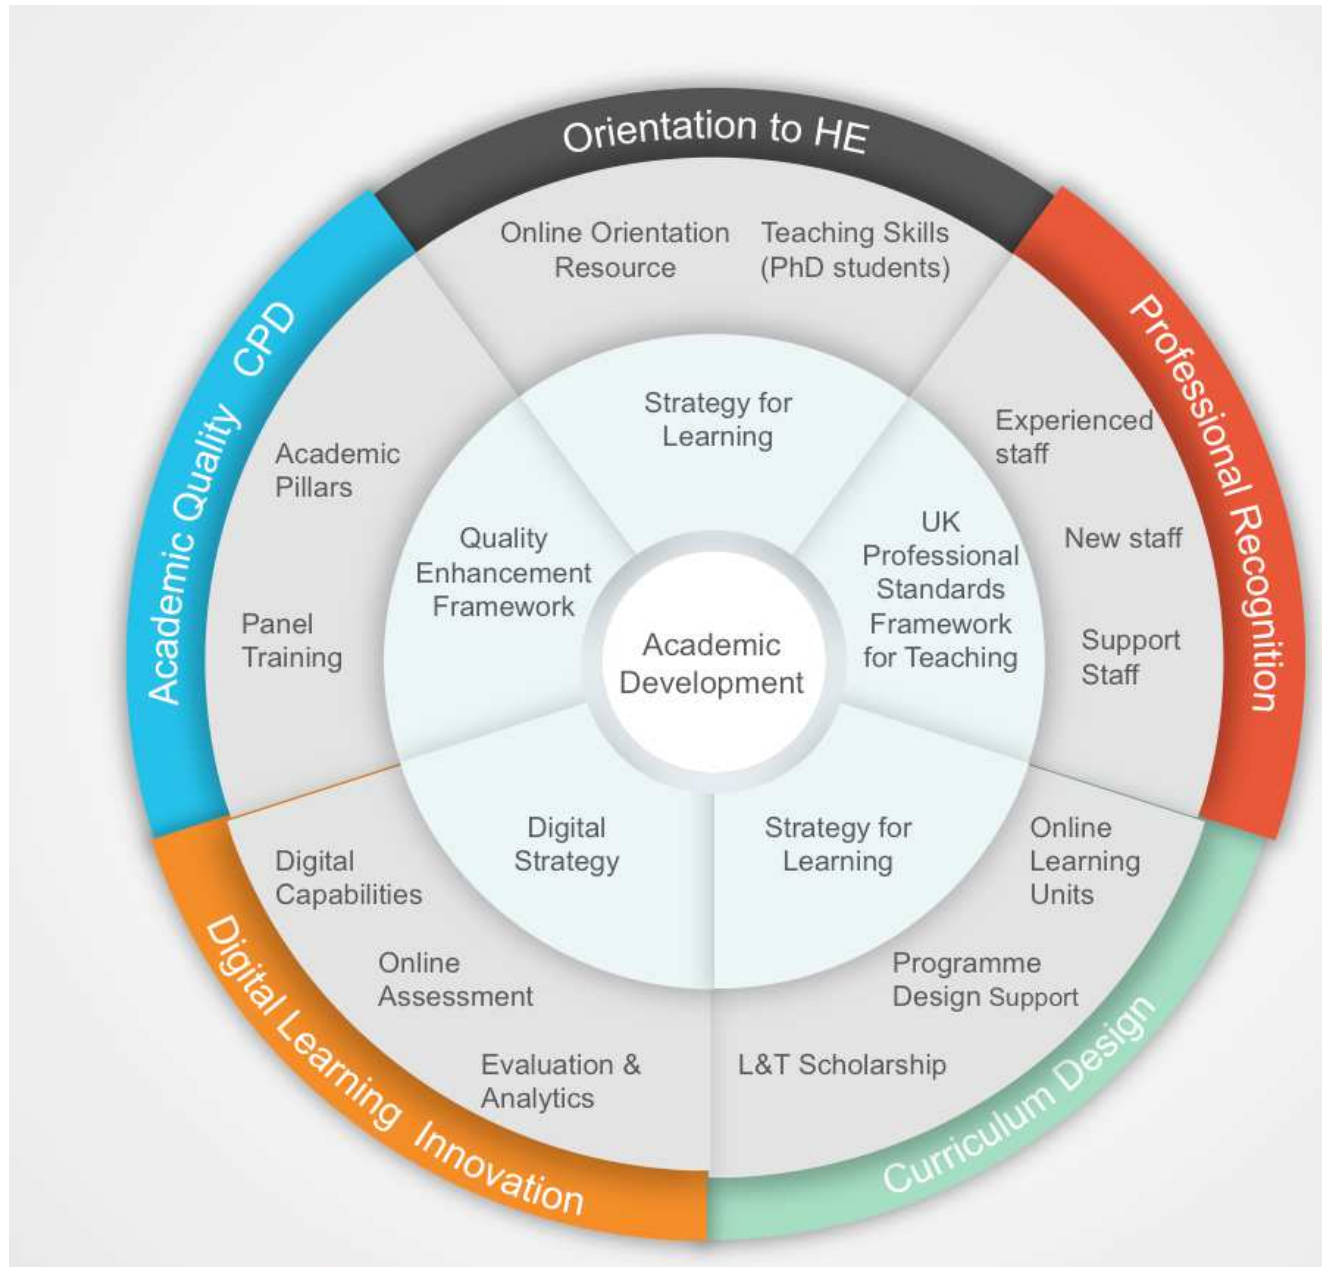 Orientation to HE
Online Orientation
Resource
Teaching Skills
(PhD students)
Strategy for
Learning
Professional Recognition
Experienced
staff
New staff
Support
Staff
UK
Professional
Standards
Framework
for Teaching
Academic Quality CPD
Academic
Pillars
Panel
Training
Quality
Enhancement
Framework
Academic
Development
Digital
Strategy
Strategy for
Learning
Digital Learning Innovation
Digital
Capabilities
Online
Assessment
Evaluation &
Analytics
Curriculum Design
Online
Learning
Units
Programme
Design Support
L&T Scholarship